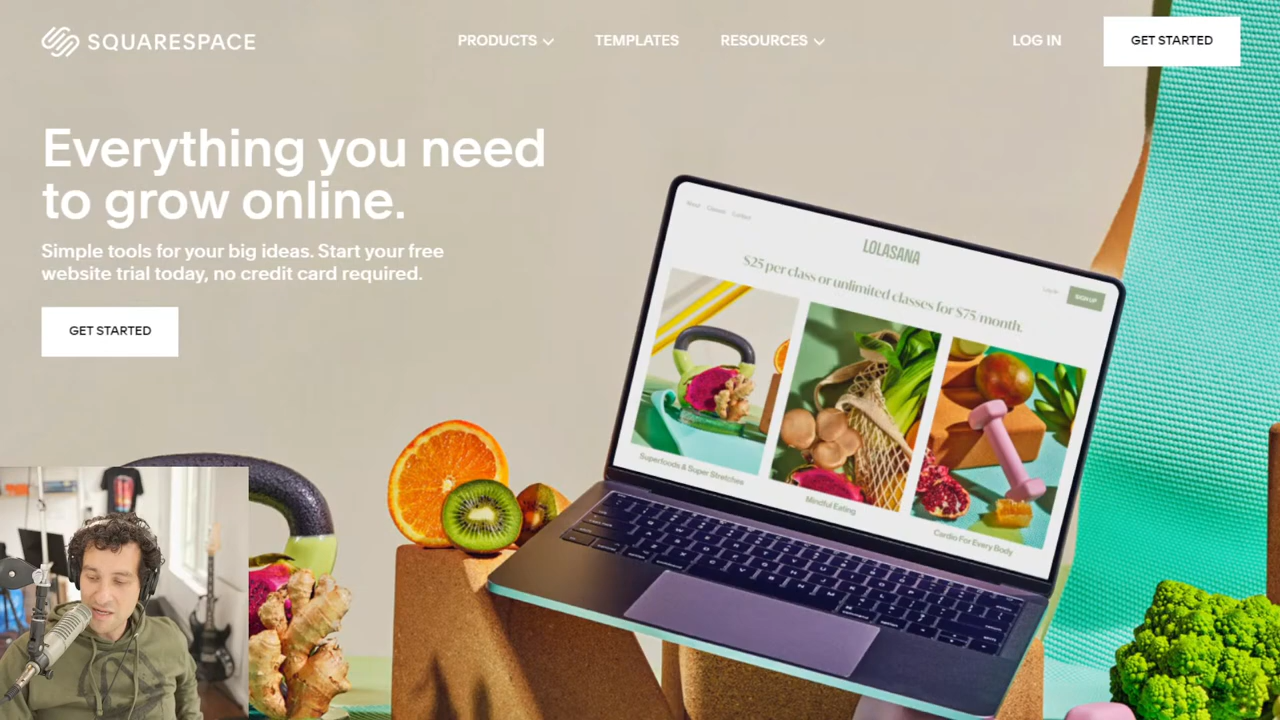 SQUARESPACE
PRODUCTS
TEMPLATES
RESOURCES
LOG IN
GET STARTED
Everything you need
to grow online.
Simple tools for your big ideas. Start your free
website trial today, no credit card required.
GET STARTED
About Classes Contact
LOLASANA
Log In
SIGN UP
$25 per class or unlimited classes for $75/month.
Superfoods & Super Stretches
Mindful Eating
Cardio For Every Body